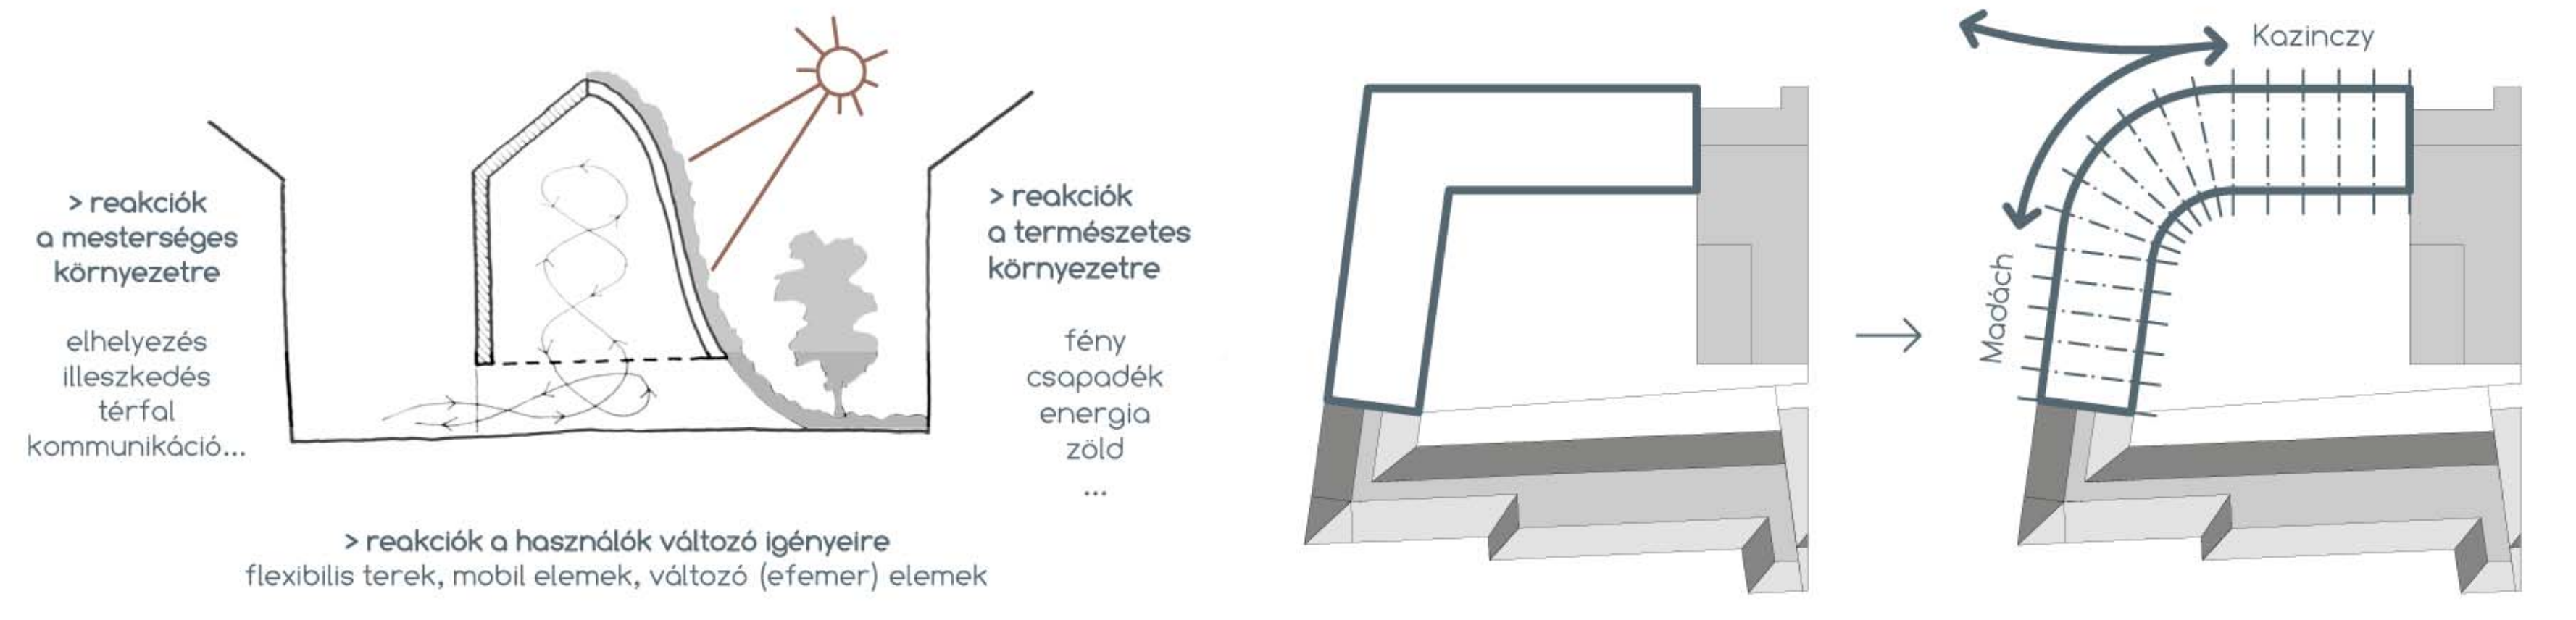 > reakciók
a mesterséges
környezetre
elhelyezés
illeszkedés
térfal
kommunikáció...
> reakciók
a természetes
környezetre
fény
csapadék
energia
zöld
...
> reakciók a használók változó igényeire
flexibilis terek, mobil elemek, változó (efemer) elemek
Kazinczy
Madách